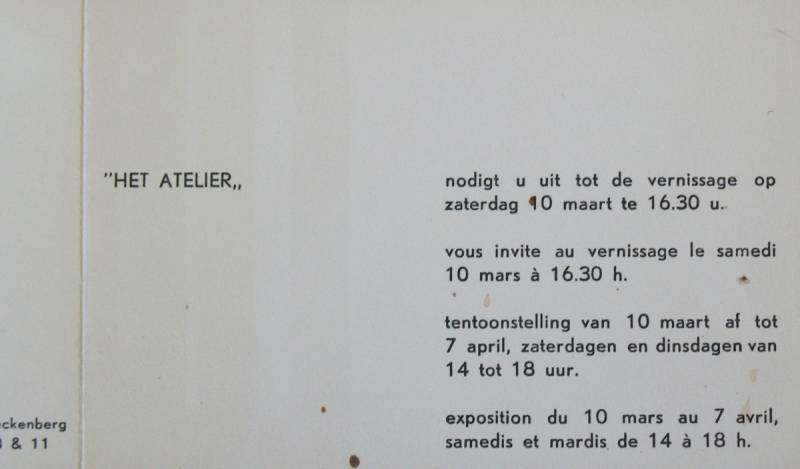 "HET ATELIER„
nodigt u uit tot de vernissage op
zaterdag 10 maart te 16.30 u.
vous invite au vernissage le samedi
10 mars à 16.30 h.
tentoonstelling van 10 maart af tot
7 april, zaterdagen en dinsdagen van
14 tot 18 uur.
exposition du 10 mars au 7 avril,
samedis et mardis de 14 à 18 h.
& 11